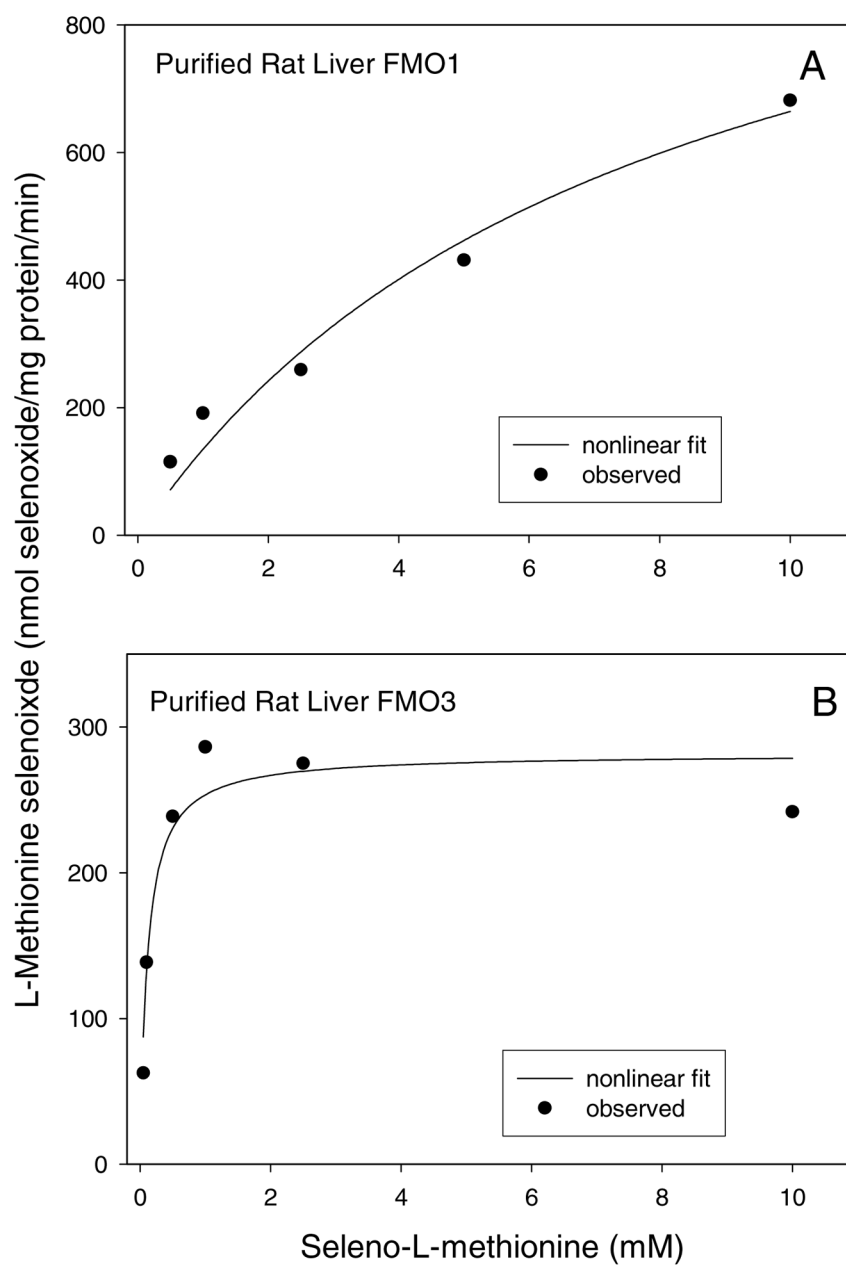 L-Methionine selenoixde (nmol selenoxide/mg protein/min)
Purified Rat Liver FMO1
A
800
600
400
200
0
nonlinear fit
observed
0 2 4 6 8 10
Purified Rat Liver FMO3
B
300
200
100
0
nonlinear fit
observed
0 2 4 6 8 10
Seleno-L-methionine (mM)